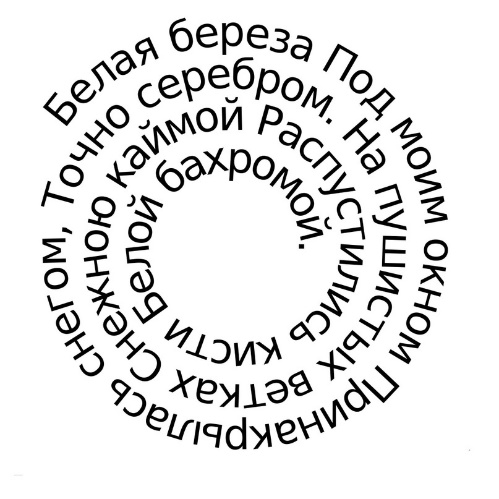 Белая береза Под моим окном Принакрылась снегом, Точно серебром. На пушистых ветках Снежною каймой Распустились кисти Белой бахромой.